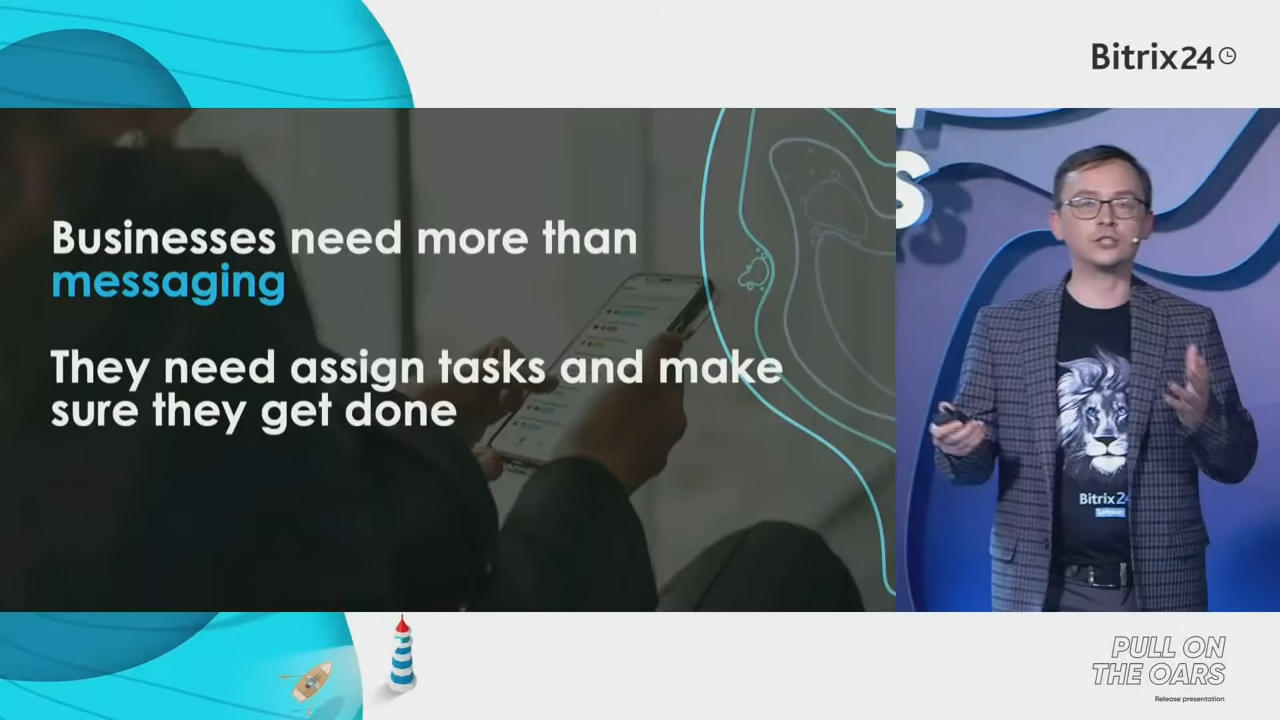 Bitrix24
Businesses need more than
messaging
They need assign tasks and make
sure they get done
S
Bitrix24
London
PULL ON
THE OARS
Release presentation